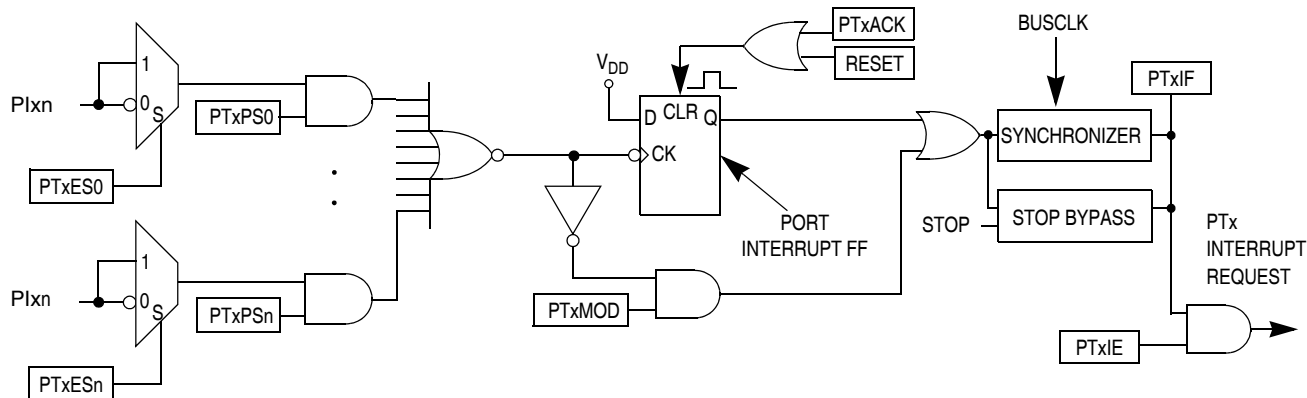 PIxn
1
0
S
PTxES0
PTxPS0
.
.
PIxn
1
0
S
PTxESn
PTxPSn
VDD
D
CLR
Q
CK
PTxACK
RESET
PORT
INTERRUPT FF
PTxMOD
BUSCLK
SYNCHRONIZER
STOP
STOP BYPASS
PTxIF
PTx
INTERRUPT
REQUEST
PTxIE